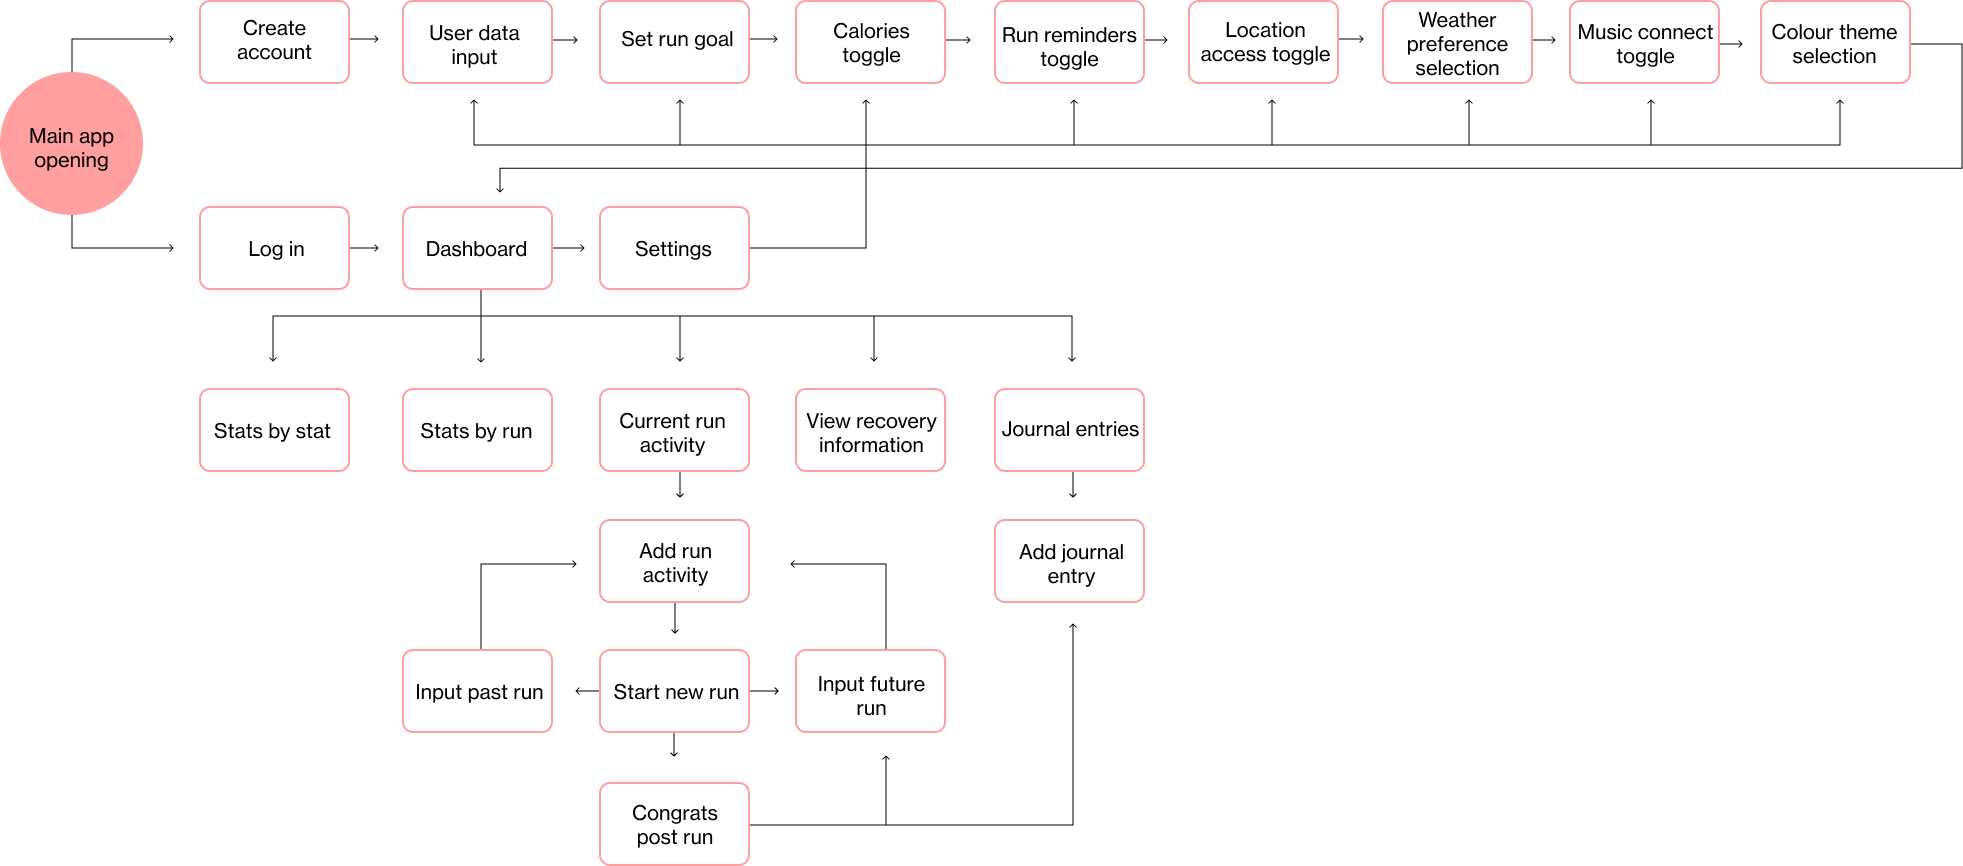 Main app
opening
Create
account
User data
input
Set run goal
Calories
toggle
Run reminders
toggle
Location
access toggle
Weather
preference
selection
Music connect
toggle
Colour theme
selection
Log in
Dashboard
Settings
Stats by stat
Stats by run
Current run
activity
View recovery
information
Journal entries
Add run
activity
Add journal
entry
Input past run
Start new run
Input future
run
Congrats
post run